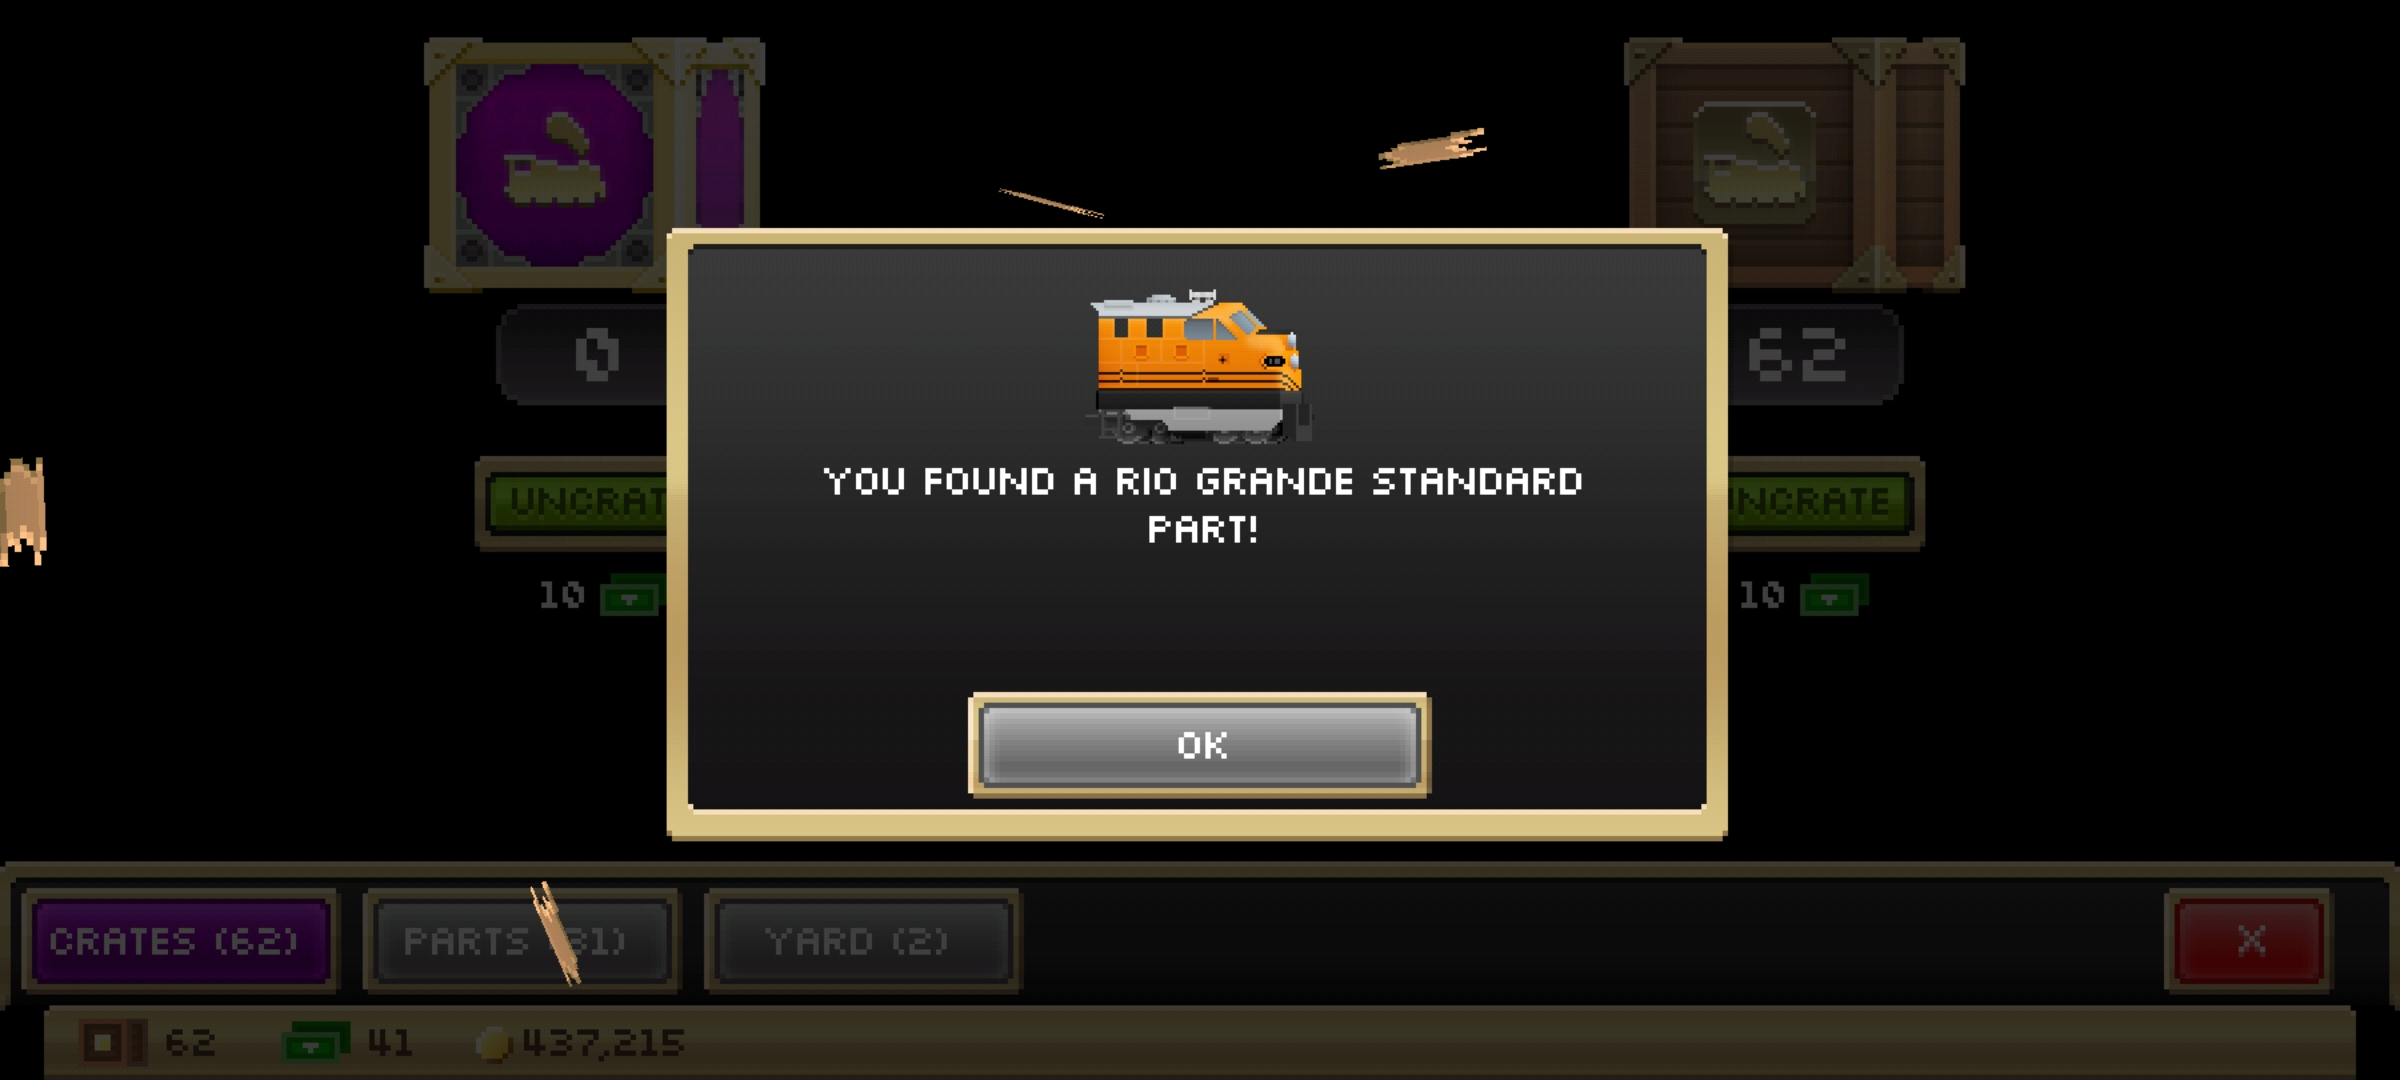 0
62
YOU FOUND A RIO GRANDE STANDARD
PART!
UNCRAT
NCRATE
10
10
OK
CRATES (62)
PARTS 31)
YARD (2)
X
62
41
437,215